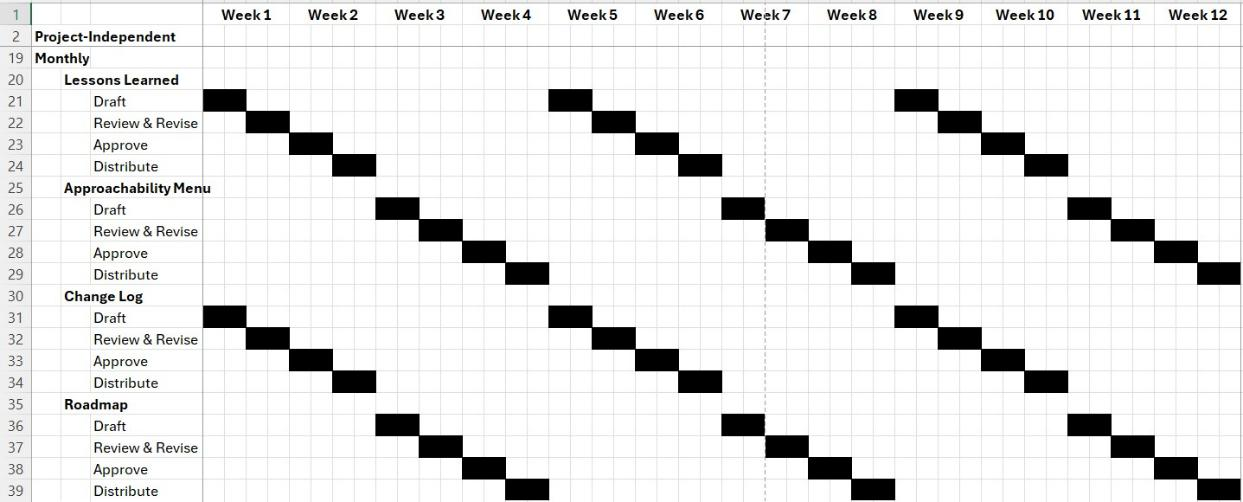 1 Week 1 Week 2 Week 3 Week 4 Week 5 Week 6 Week 7 Week 8 Week 9 Week 10 Week 11 Week 12
2 Project-Independent
19 Monthly
20 Lessons Learned
21 Draft
22 Review & Revise
23 Approve
24 Distribute
25 Approachability Menu
26 Draft
27 Review & Revise
28 Approve
29 Distribute
30 Change Log
31 Draft
32 Review & Revise
33 Approve
34 Distribute
35 Roadmap
36 Draft
37 Review & Revise
38 Approve
39 Distribute